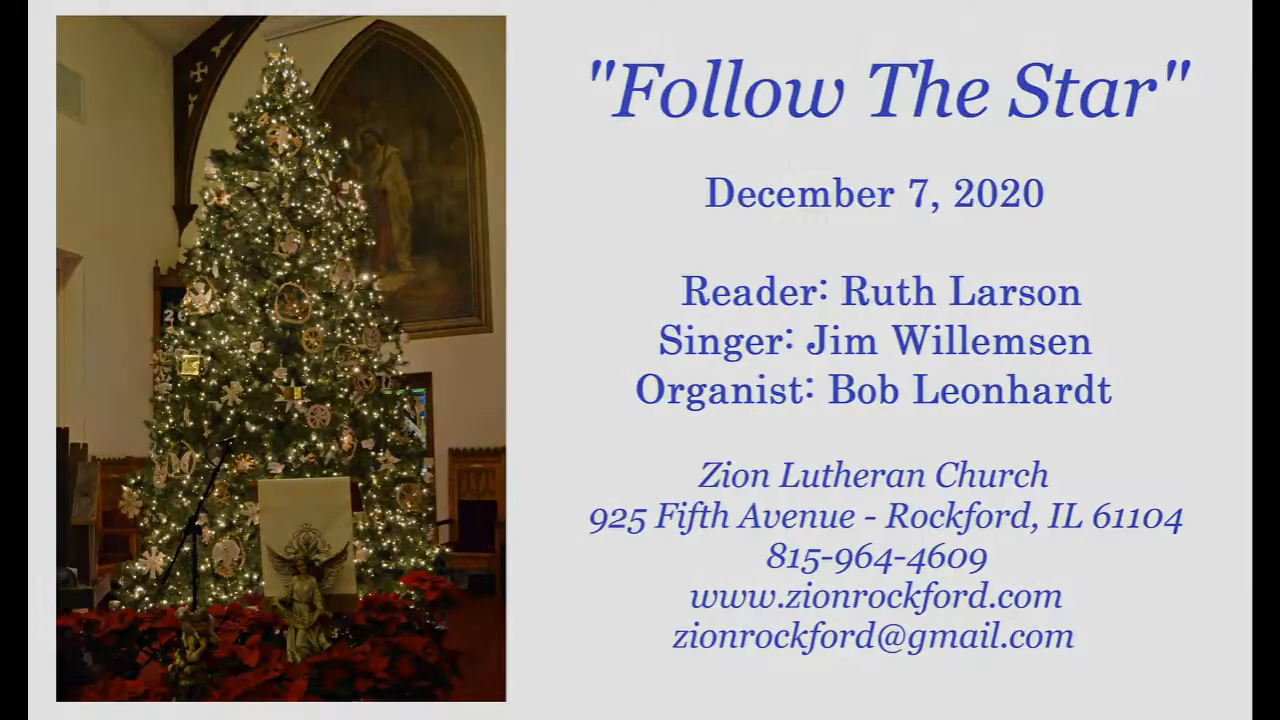 "Follow The Star"
December 7, 2020
Reader: Ruth Larson
Singer: Jim Willemsen
Organist: Bob Leonhardt
Zion Lutheran Church
925 Fifth Avenue - Rockford, IL 61104
815-964-4609
www.zionrockford.com
zionrockford@gmail.com